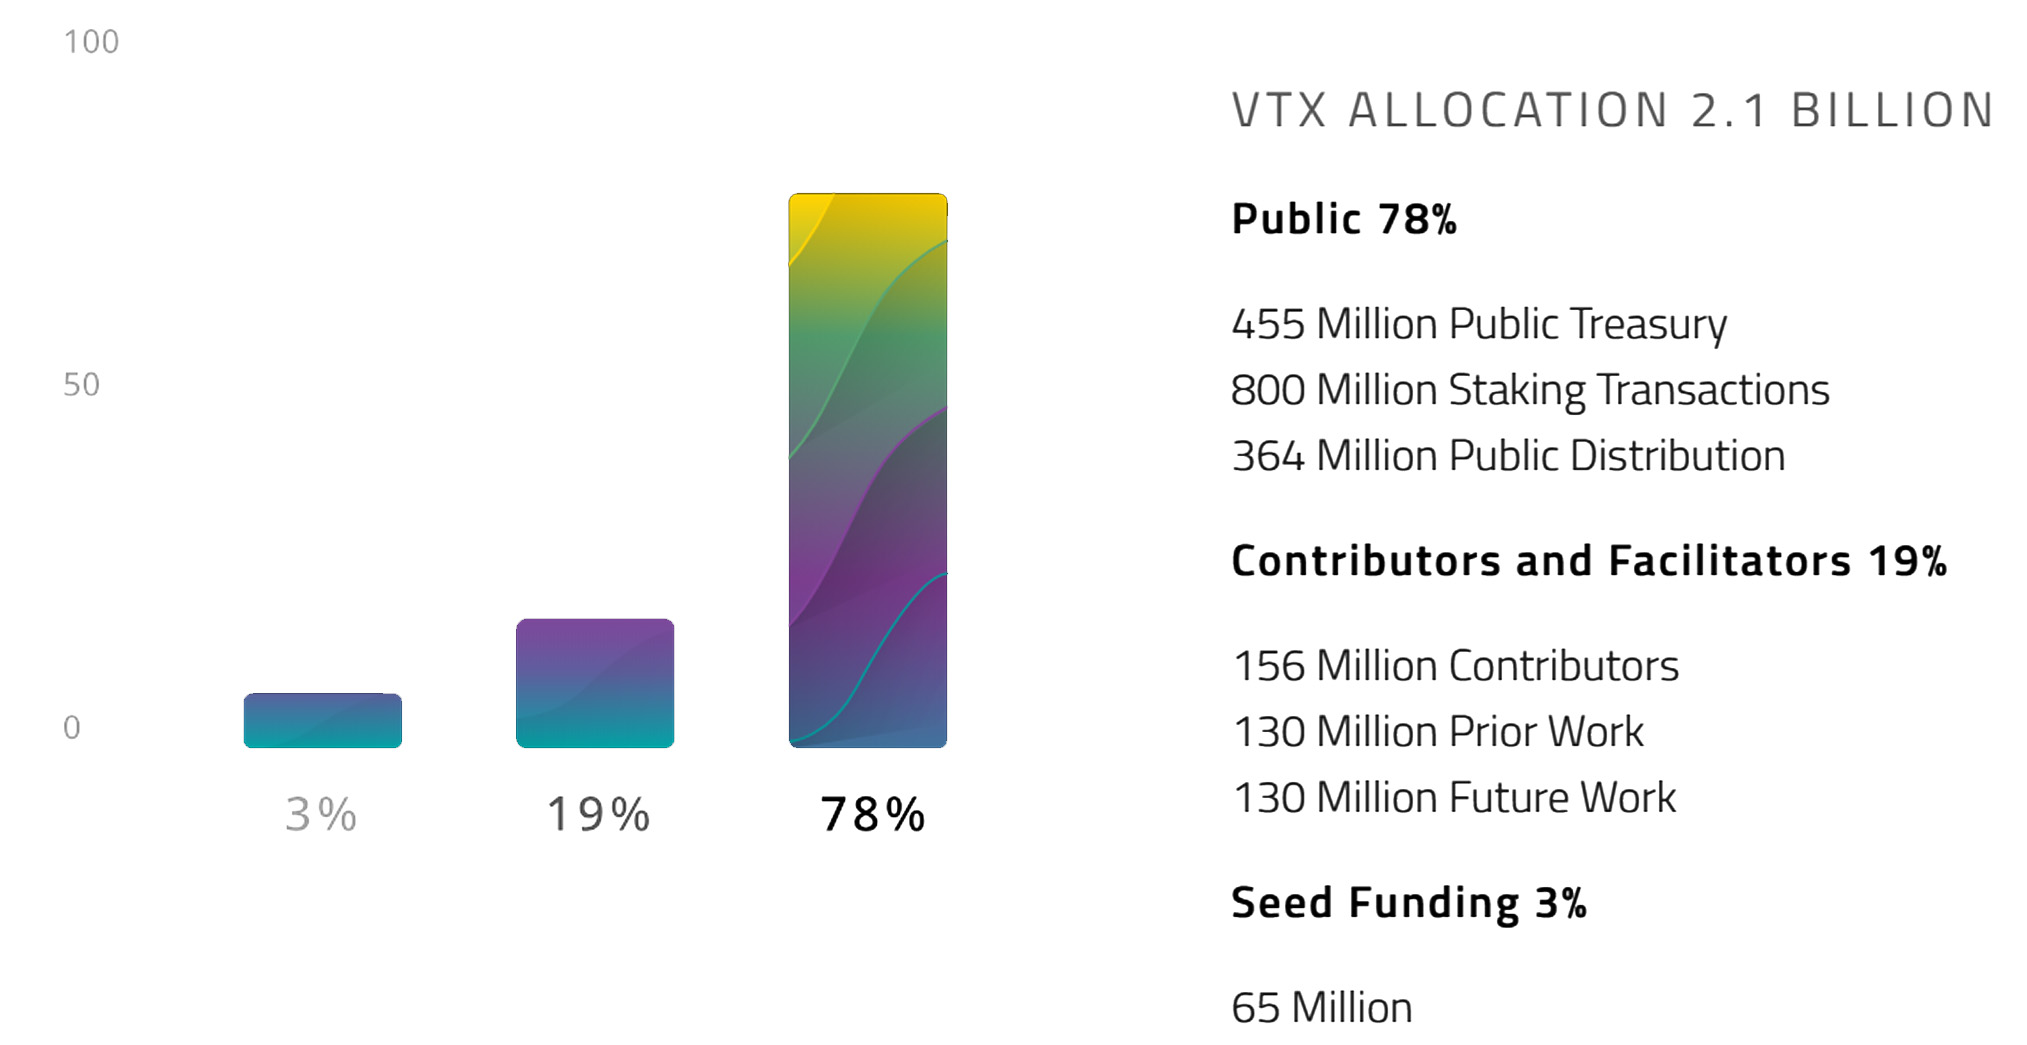 100
50
0
3%
19%
78%
VTX ALLOCATION 2.1 BILLION
Public 78%
455 Million Public Treasury
800 Million Staking Transactions
364 Million Public Distribution
Contributors and Facilitators 19%
156 Million Contributors
130 Million Prior Work
130 Million Future Work
Seed Funding 3%
65 Million